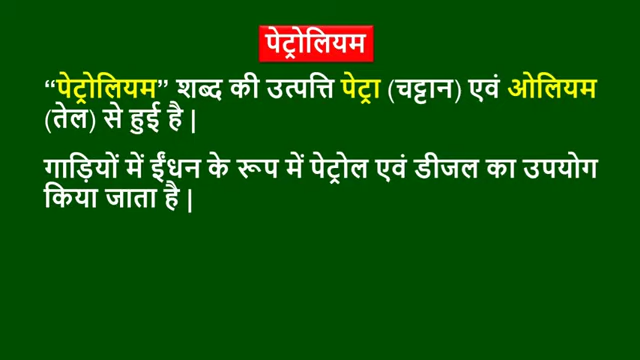 पेट्रोलियम
“पेट्रोलियम” शब्द की उत्पत्ति पेट्रा (चट्टान) एवं ओलियम
(तेल) से हुई है |
गाड़ियों में ईंधन के रूप में पेट्रोल एवं डीजल का उपयोग
किया जाता है |